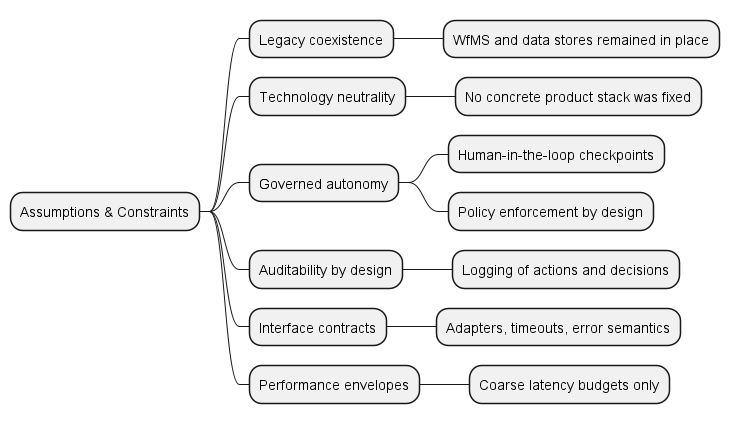 Assumptions & Constraints
Legacy coexistence
WfMS and data stores remained in place
Technology neutrality
No concrete product stack was fixed
Governed autonomy
Human-in-the-loop checkpoints
Policy enforcement by design
Auditability by design
Logging of actions and decisions
Interface contracts
Adapters, timeouts, error semantics
Performance envelopes
Coarse latency budgets only